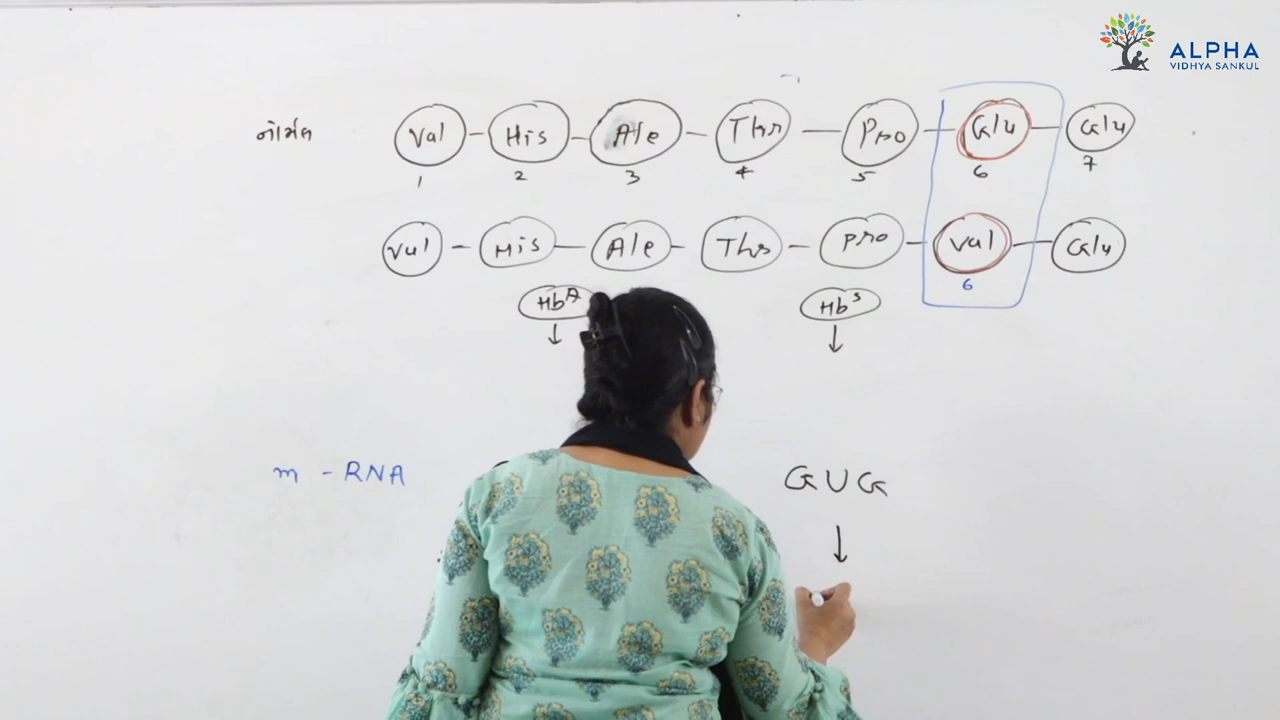 ALPHA
VIDHYA SANKUL
નોર્મલ Val - His - Ale - Thr - Pro - Glu - Glu
1 2 3 4 5 6 7
Val - His - Ale - Thr - Pro - Val - Glu
6
Hb^A Hb^S
↓ ↓
m - RNA GUG
↓